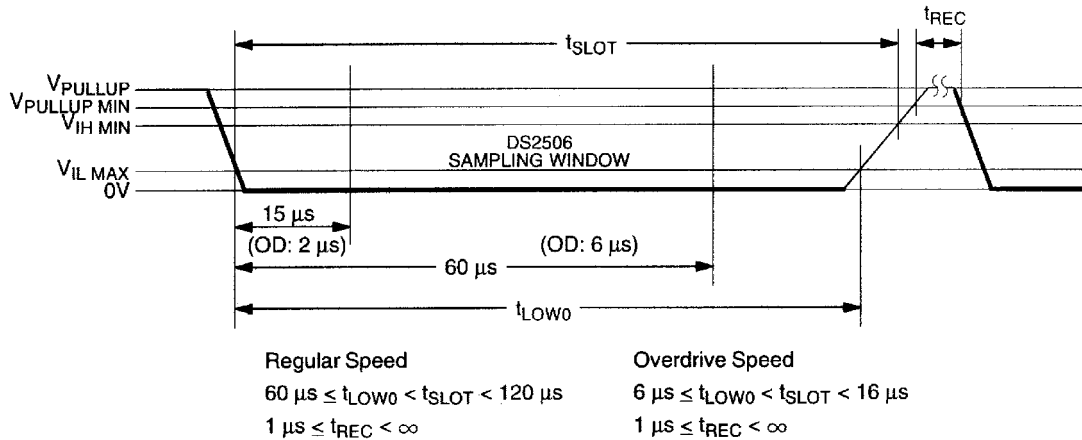 tREC
tSLOT
VPULLUP
VPULLUP MIN
VIH MIN
DS2506
SAMPLING WINDOW
VIL MAX
0V
15 μs
(OD: 2 μs)
(OD: 6 μs)
60 μs
tLOW0
Regular Speed
60 μs ≤ tLOW0 < tSLOT < 120 μs
1 μs ≤ tREC < ∞
Overdrive Speed
6 μs ≤ tLOW0 < tSLOT < 16 μs
1 μs ≤ tREC < ∞